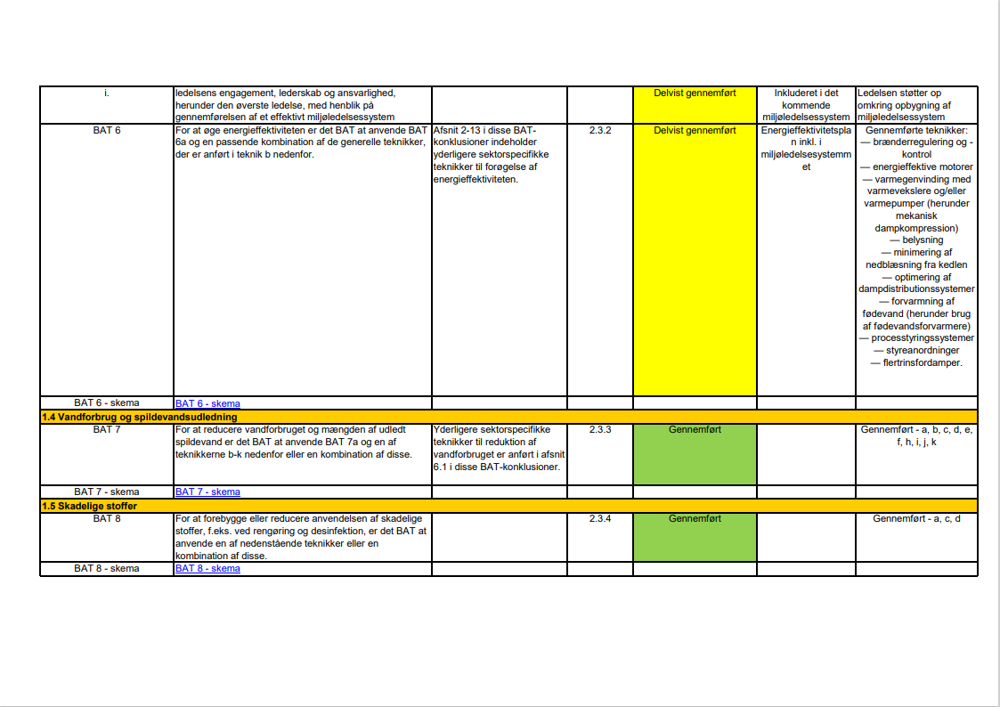 i.
ledelsens engagement, lederskab og ansvarlighed,
herunder den øverste ledelse, med henblik på
gennemførelsen af et effektivt miljøledelsessystem
Delvist gennemført
Inkluderet i det
kommende
miljøledelsessystem
Ledelsen støtter op
omkring opbygning af
miljøledelsessystem
BAT 6
For at øge energieffektiviteten er det BAT at anvende BAT
6a og en passende kombination af de generelle teknikker,
der er anført i teknik b nedenfor.
Afsnit 2-13 i disse BAT-
konklusioner indeholder
yderligere sektorspecifikke
teknikker til forøgelse af
energieffektiviteten.
2.3.2
Delvist gennemført
Energieffektivitetspla
n inkl. i
miljøledelsesystemm
et
Gennemførte teknikker:
— brænderregulering og -
kontrol
— energieffektive motorer
— varmegenvinding med
varmevekslere og/eller
varmepumper (herunder
mekanisk
dampkompression)
— belysning
— minimering af
nedblæsning fra kedlen
— optimering af
dampdistributionssystemer
— forvarmning af
fødevand (herunder brug
af fødevandsforvarmere)
— processtyringssystemer
— styreanordninger
— flertrinsfordamper.
BAT 6 - skema
BAT 6 - skema
1.4 Vandforbrug og spildevandsudledning
BAT 7
For at reducere vandforbruget og mængden af udledt
spildevand er det BAT at anvende BAT 7a og en af
teknikkerne b-k nedenfor eller en kombination af disse.
Yderligere sektorspecifikke
teknikker til reduktion af
vandforbruget er anført i afsnit
6.1 i disse BAT-konklusioner.
2.3.3
Gennemført
Gennemført - a, b, c, d, e,
f, h, i, j, k
BAT 7 - skema
BAT 7 - skema
1.5 Skadelige stoffer
BAT 8
For at forebygge eller reducere anvendelsen af skadelige
stoffer, f.eks. ved rengøring og desinfektion, er det BAT at
anvende en af nedenstående teknikker eller en
kombination af disse.
2.3.4
Gennemført
Gennemført - a, c, d
BAT 8 - skema
BAT 8 - skema